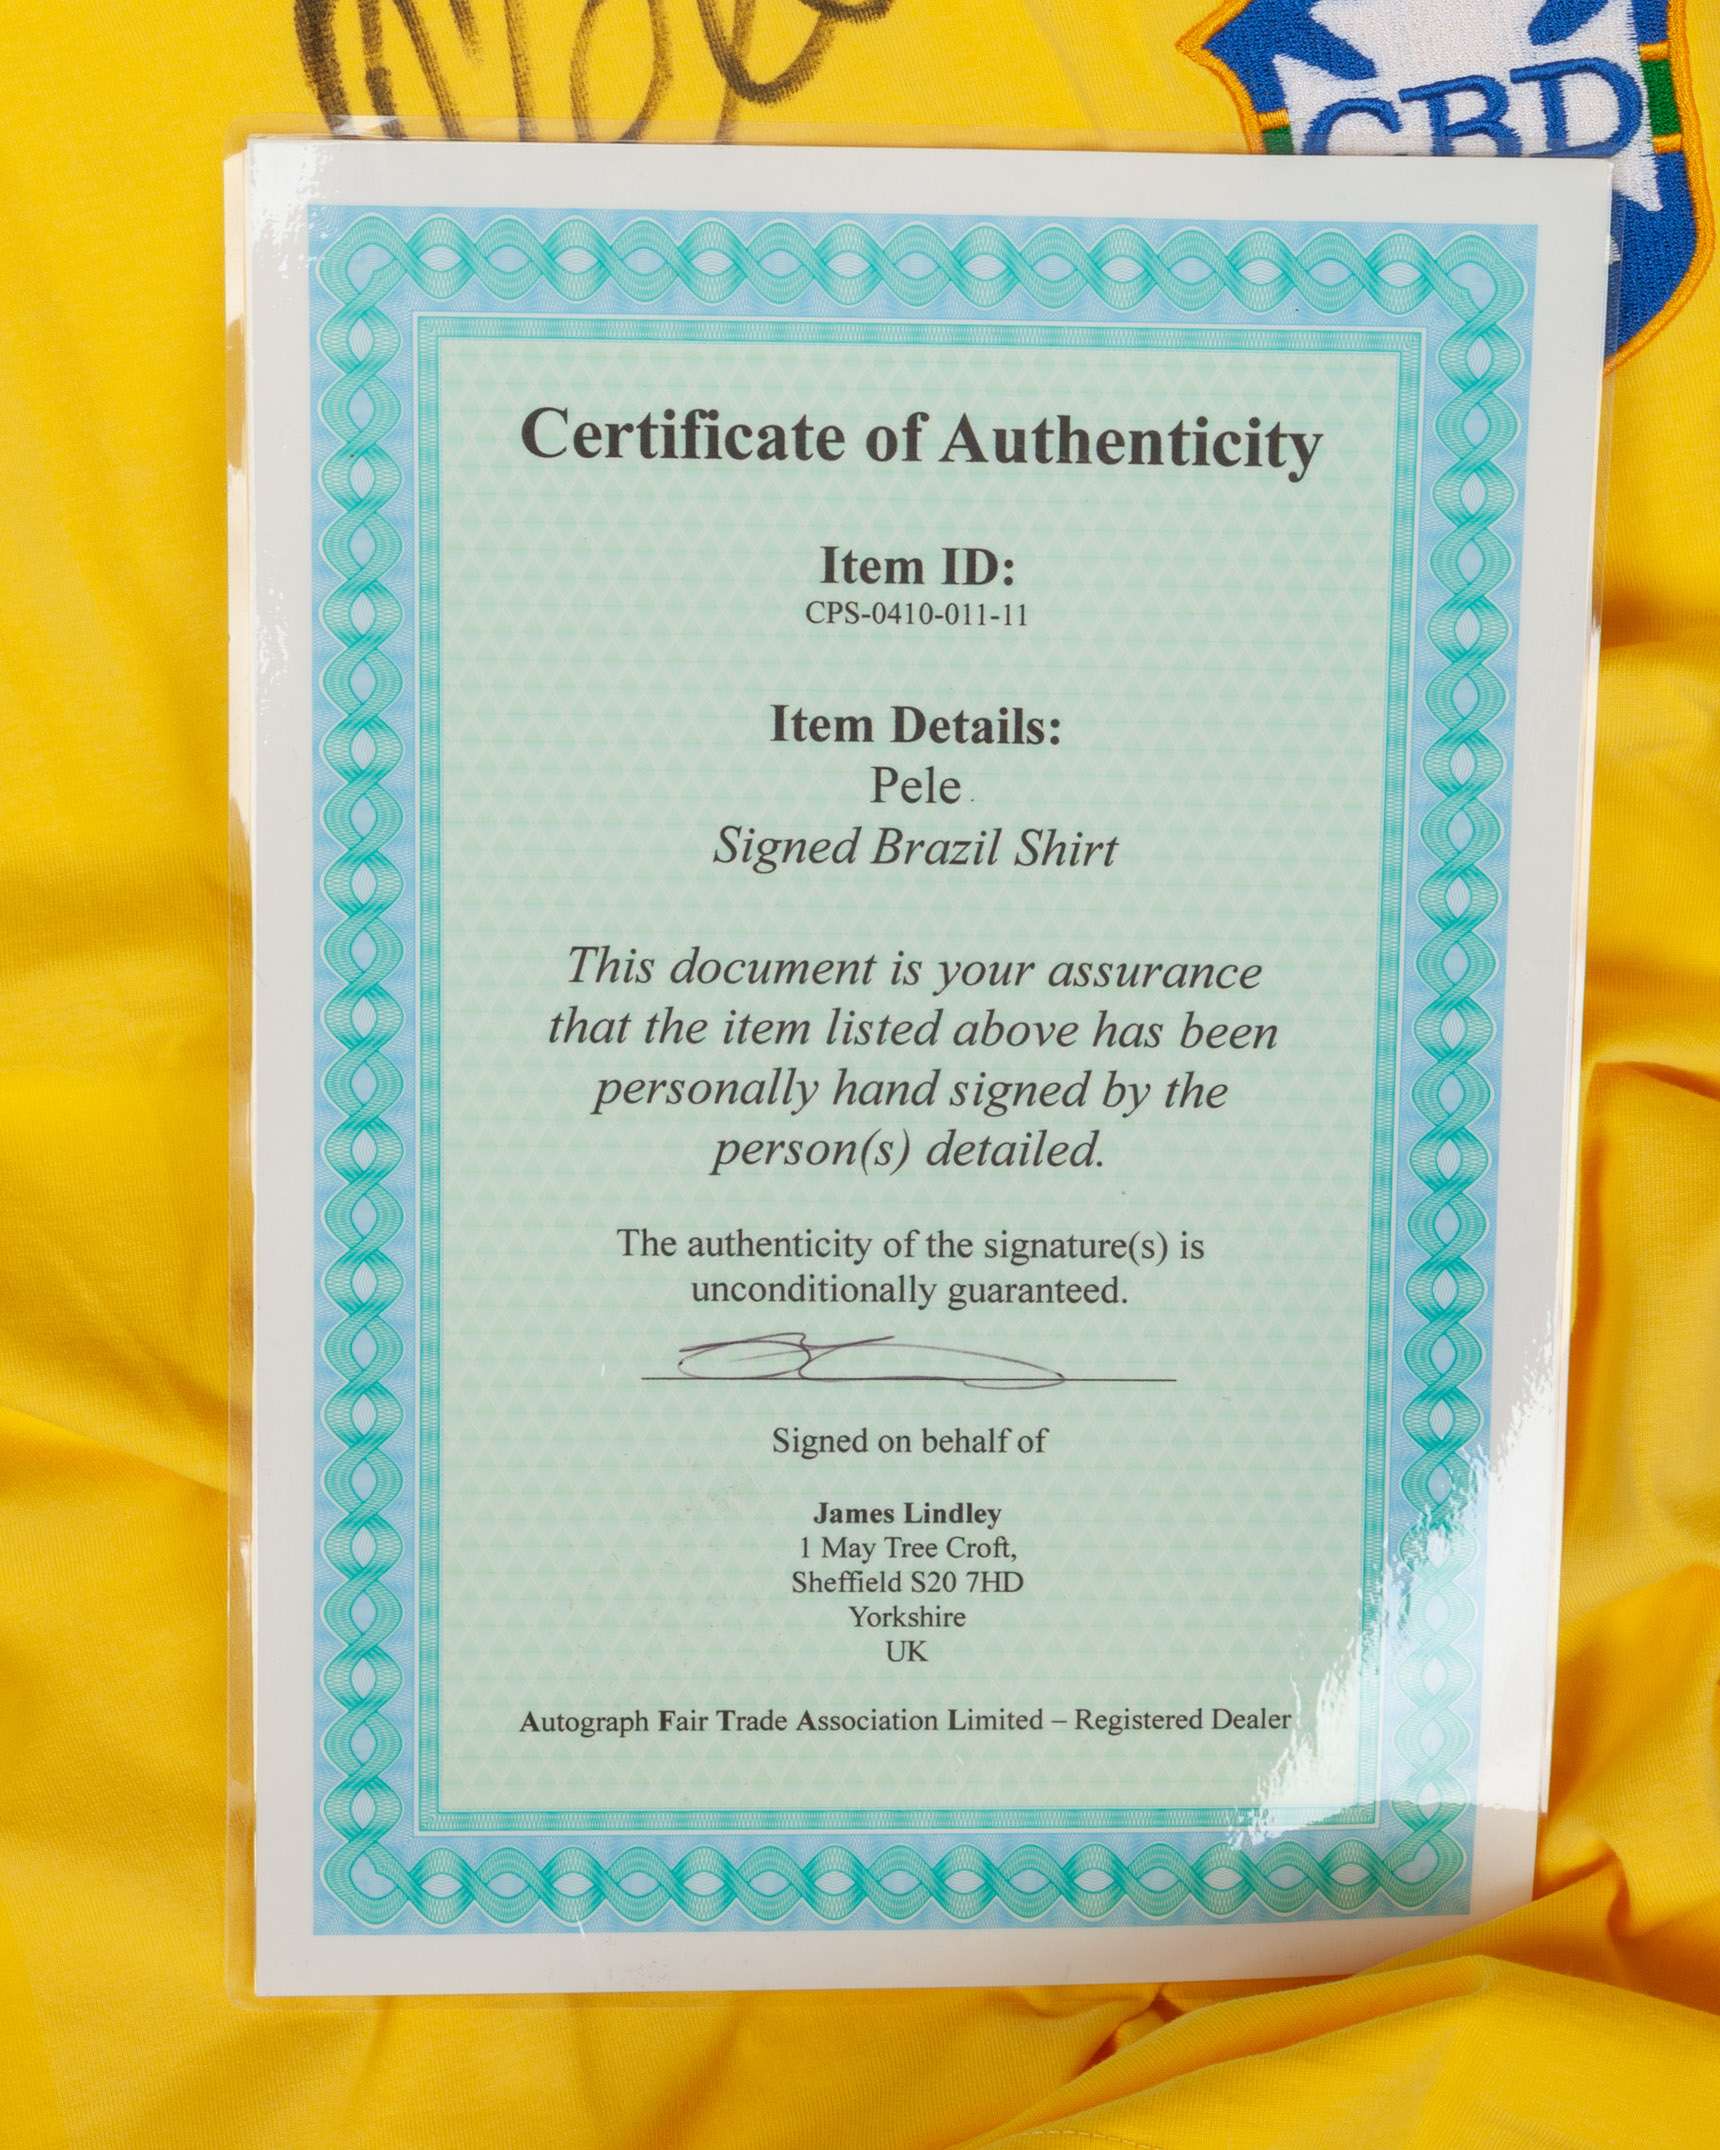 CBD
Certificate of Authenticity
Item ID:
CPS-0410-011-11
Item Details:
Pele
Signed Brazil Shirt
This document is your assurance
that the item listed above has been
personally hand signed by the
person(s) detailed.
The authenticity of the signature(s) is
unconditionally guaranteed.
Signed on behalf of
James Lindley
1 May Tree Croft,
Sheffield S20 7HD
Yorkshire
UK
Autograph Fair Trade Association Limited – Registered Dealer